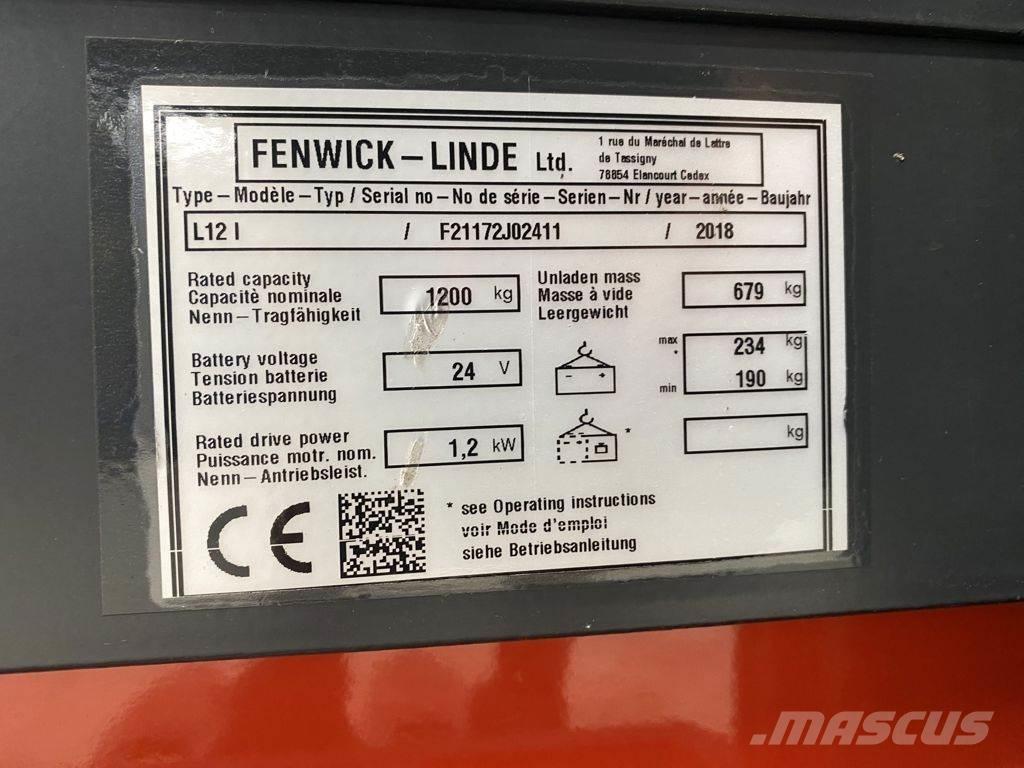 FENWICK – LINDE Ltd.
1 rue du Maréchal de Lattre
de Tassigny
78854 Elancourt Cedex
Type – Modèle – Typ / Serial no – No de série – Serien – Nr / year – année – Baujahr
L12 I / F21172J02411 / 2018
Rated capacity
Capacitè nominale
Nenn – Tragfähigkeit
1200 kg
Unladen mass
Masse à vide
Leergewicht
679 kg
Battery voltage
Tension batterie
Batteriespannung
24 V
max
*
234 kg
min
190 kg
Rated drive power
Puissance motr. nom.
Nenn – Antriebsleist.
1,2 kW
*
kg
CE
* see Operating instructions
voir Mode d'emploi
siehe Betriebsanleitung
MASCUS